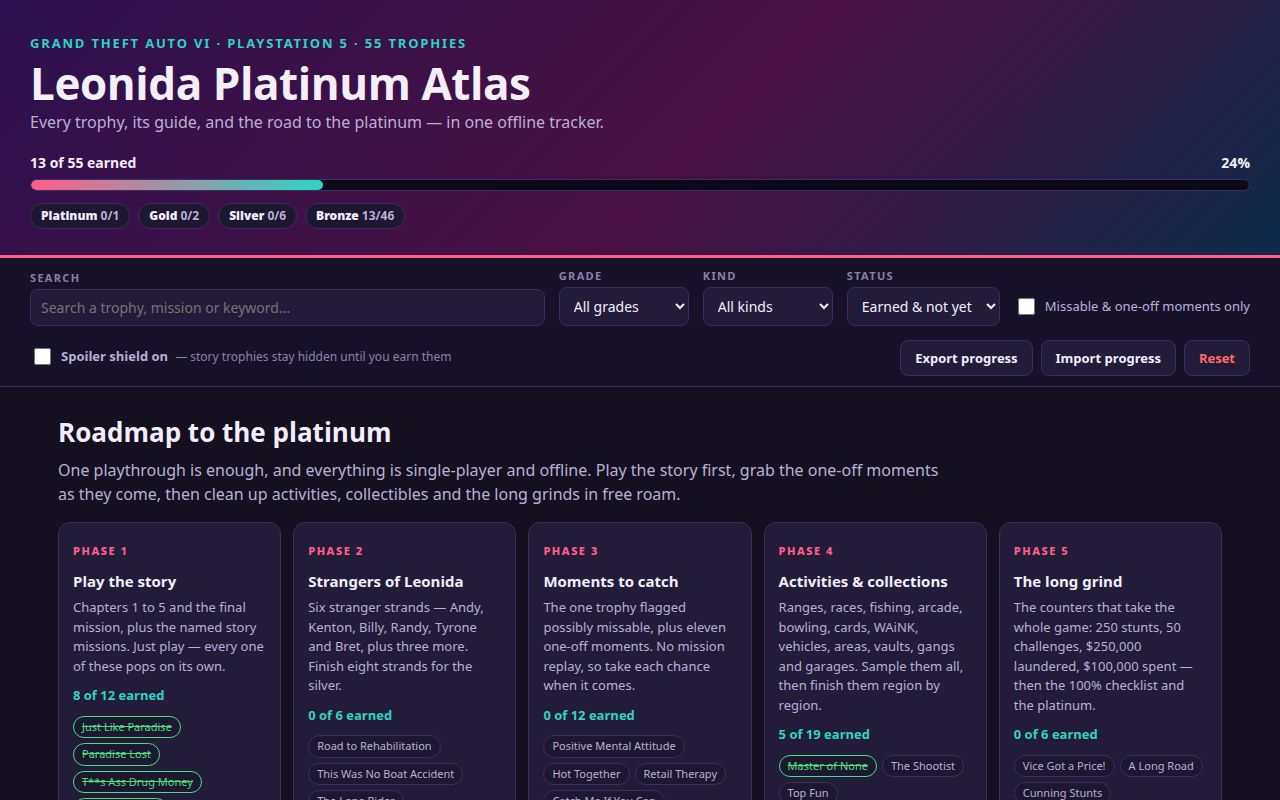 GRAND THEFT AUTO VI · PLAYSTATION 5 · 55 TROPHIES
Leonida Platinum Atlas
Every trophy, its guide, and the road to the platinum — in one offline tracker.
13 of 55 earned
24%
Platinum 0/1
Gold 0/2
Silver 0/6
Bronze 13/46
SEARCH
Search a trophy, mission or keyword...
GRADE
All grades
KIND
All kinds
STATUS
Earned & not yet
Missable & one-off moments only
Spoiler shield on — story trophies stay hidden until you earn them
Export progress
Import progress
Reset
Roadmap to the platinum
One playthrough is enough, and everything is single-player and offline. Play the story first, grab the one-off moments
as they come, then clean up activities, collectibles and the long grinds in free roam.
PHASE 1
Play the story
Chapters 1 to 5 and the final
mission, plus the named story
missions. Just play — every one
of these pops on its own.
8 of 12 earned
Just Like Paradise
Paradise Lost
T**s Ass Drug Money
PHASE 2
Strangers of Leonida
Six stranger strands — Andy,
Kenton, Billy, Randy, Tyrone
and Bret, plus three more.
Finish eight strands for the
silver.
0 of 6 earned
Road to Rehabilitation
This Was No Boat Accident
PHASE 3
Moments to catch
The one trophy flagged
possibly missable, plus eleven
one-off moments. No mission
replay, so take each chance
when it comes.
0 of 12 earned
Positive Mental Attitude
Hot Together
Retail Therapy
PHASE 4
Activities & collections
Ranges, races, fishing, arcade,
bowling, cards, WAiNK,
vehicles, areas, vaults, gangs
and garages. Sample them all,
then finish them region by
region.
5 of 19 earned
Master of None
The Shootist
Top Fun
PHASE 5
The long grind
The counters that take the
whole game: 250 stunts, 50
challenges, $250,000
laundered, $100,000 spent —
then the 100% checklist and
the platinum.
0 of 6 earned
Vice Got a Price!
A Long Road
Cunning Stunts